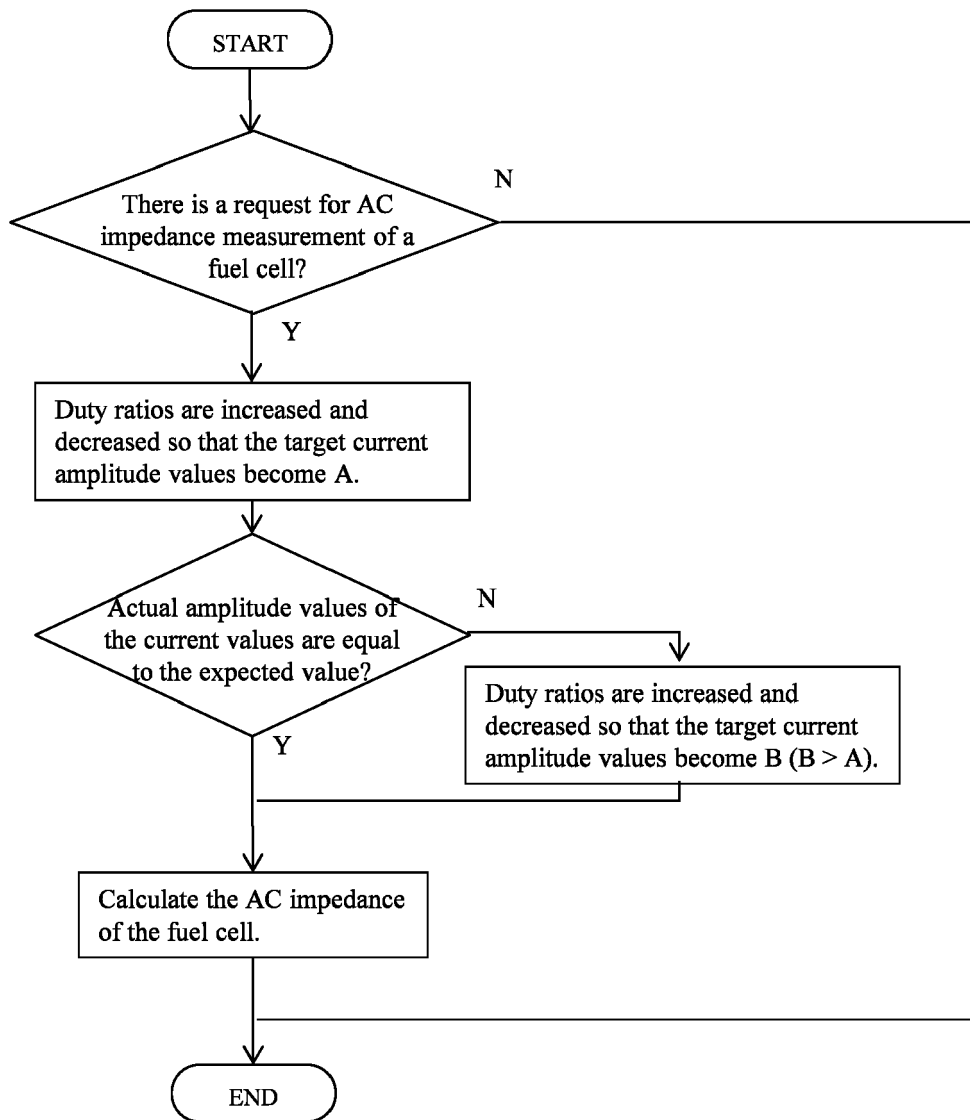 START
There is a request for AC
impedance measurement of a
fuel cell?
N
Y
Duty ratios are increased and
decreased so that the target current
amplitude values become A.
Actual amplitude values of
the current values are equal
to the expected value?
N
Y
Duty ratios are increased and
decreased so that the target current
amplitude values become B (B > A).
Calculate the AC impedance
of the fuel cell.
END